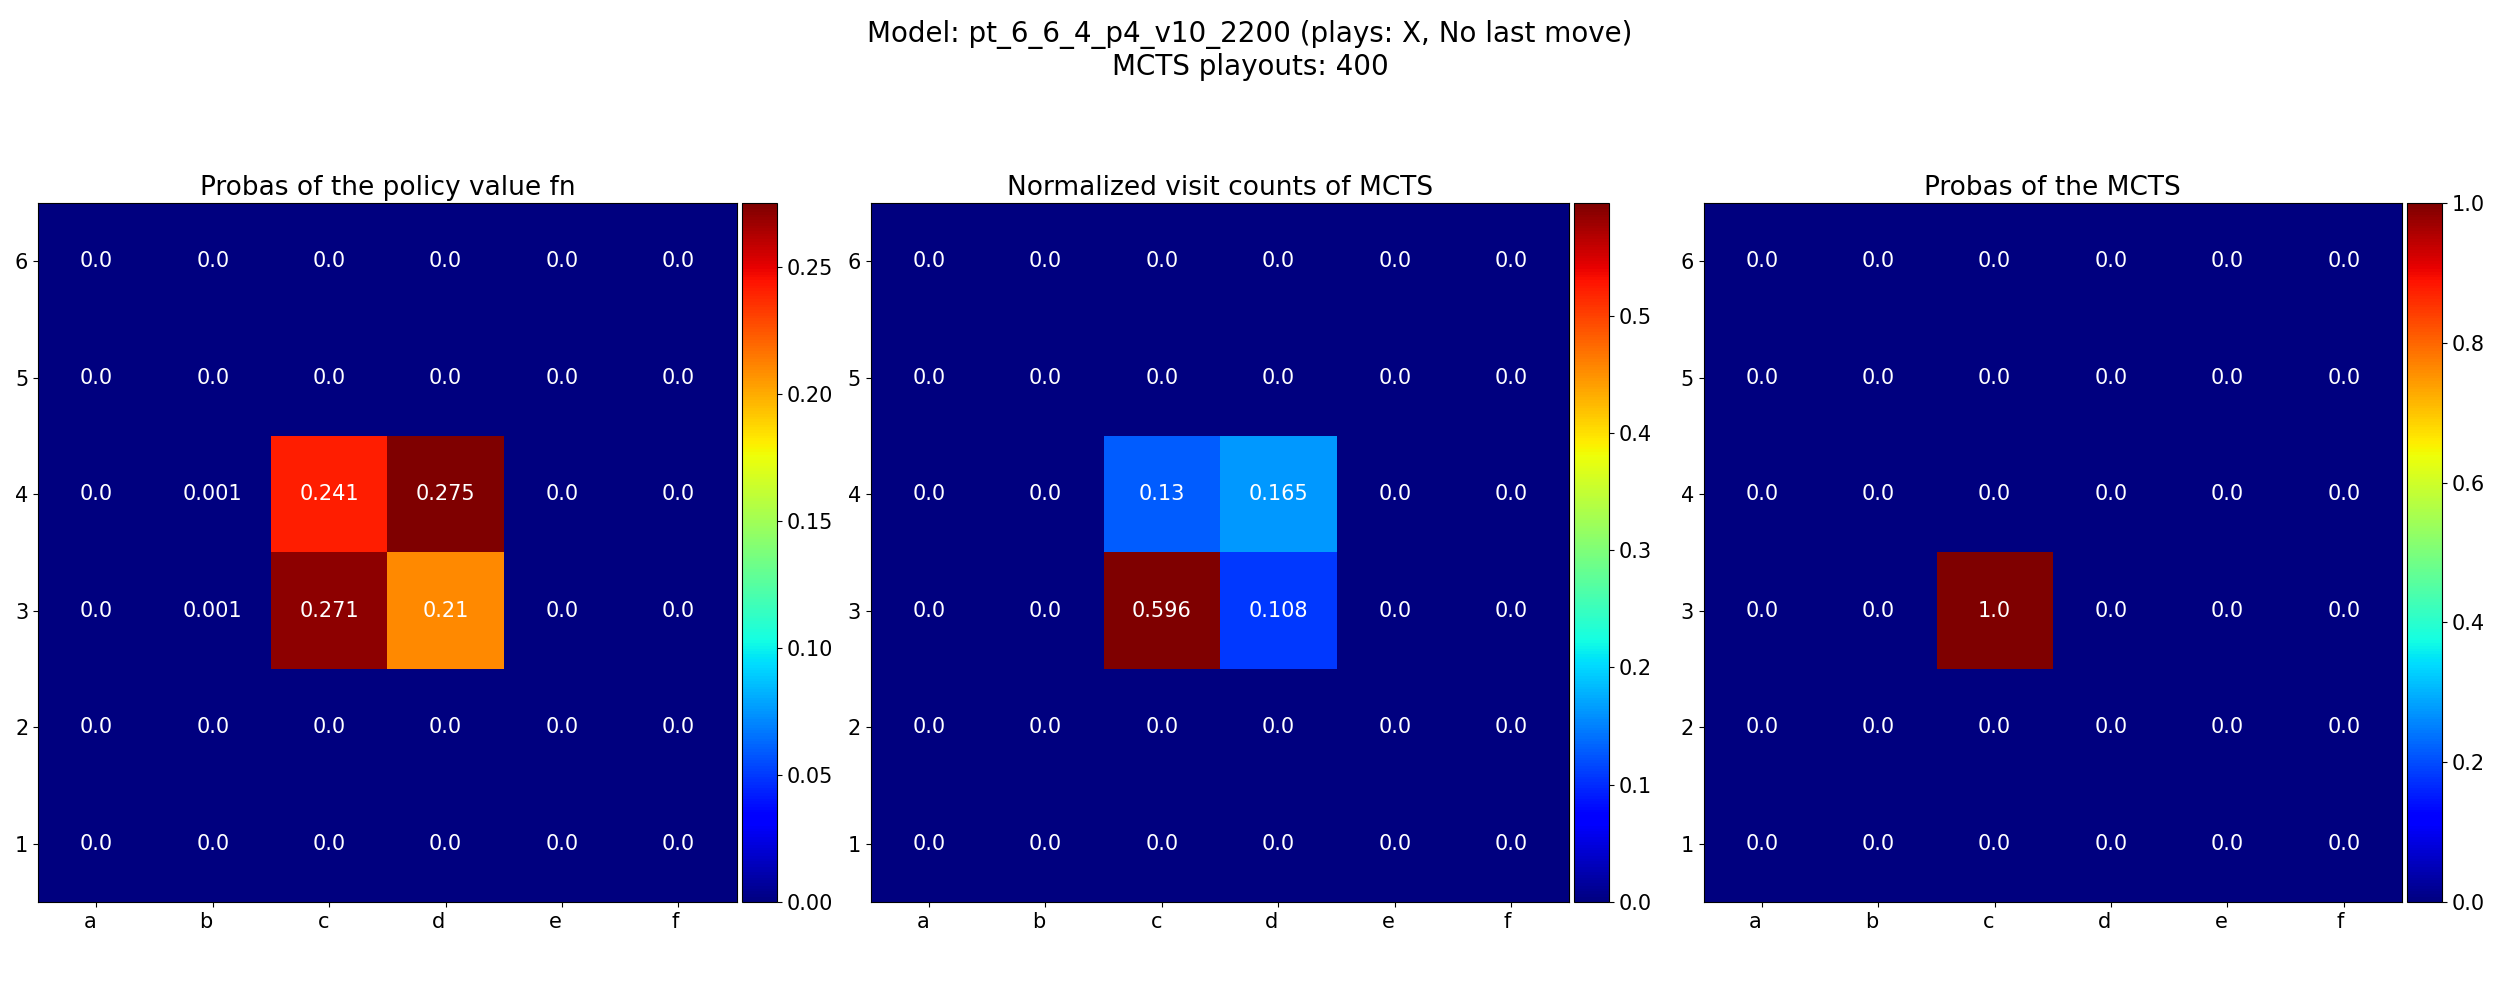 Model: pt_6_6_4_p4_v10_2200 (plays: X, No last move)
MCTS playouts: 400
Probas of the policy value fn
6 0.0 0.0 0.0 0.0 0.0 0.0
5 0.0 0.0 0.0 0.0 0.0 0.0
4 0.0 0.001 0.241 0.275 0.0 0.0
3 0.0 0.001 0.271 0.21 0.0 0.0
2 0.0 0.0 0.0 0.0 0.0 0.0
1 0.0 0.0 0.0 0.0 0.0 0.0
a b c d e f
0.25
0.20
0.15
0.10
0.05
0.00
Normalized visit counts of MCTS
6 0.0 0.0 0.0 0.0 0.0 0.0
5 0.0 0.0 0.0 0.0 0.0 0.0
4 0.0 0.0 0.13 0.165 0.0 0.0
3 0.0 0.0 0.596 0.108 0.0 0.0
2 0.0 0.0 0.0 0.0 0.0 0.0
1 0.0 0.0 0.0 0.0 0.0 0.0
a b c d e f
0.5
0.4
0.3
0.2
0.1
0.0
Probas of the MCTS
6 0.0 0.0 0.0 0.0 0.0 0.0
5 0.0 0.0 0.0 0.0 0.0 0.0
4 0.0 0.0 0.0 0.0 0.0 0.0
3 0.0 0.0 1.0 0.0 0.0 0.0
2 0.0 0.0 0.0 0.0 0.0 0.0
1 0.0 0.0 0.0 0.0 0.0 0.0
a b c d e f
1.0
0.8
0.6
0.4
0.2
0.0